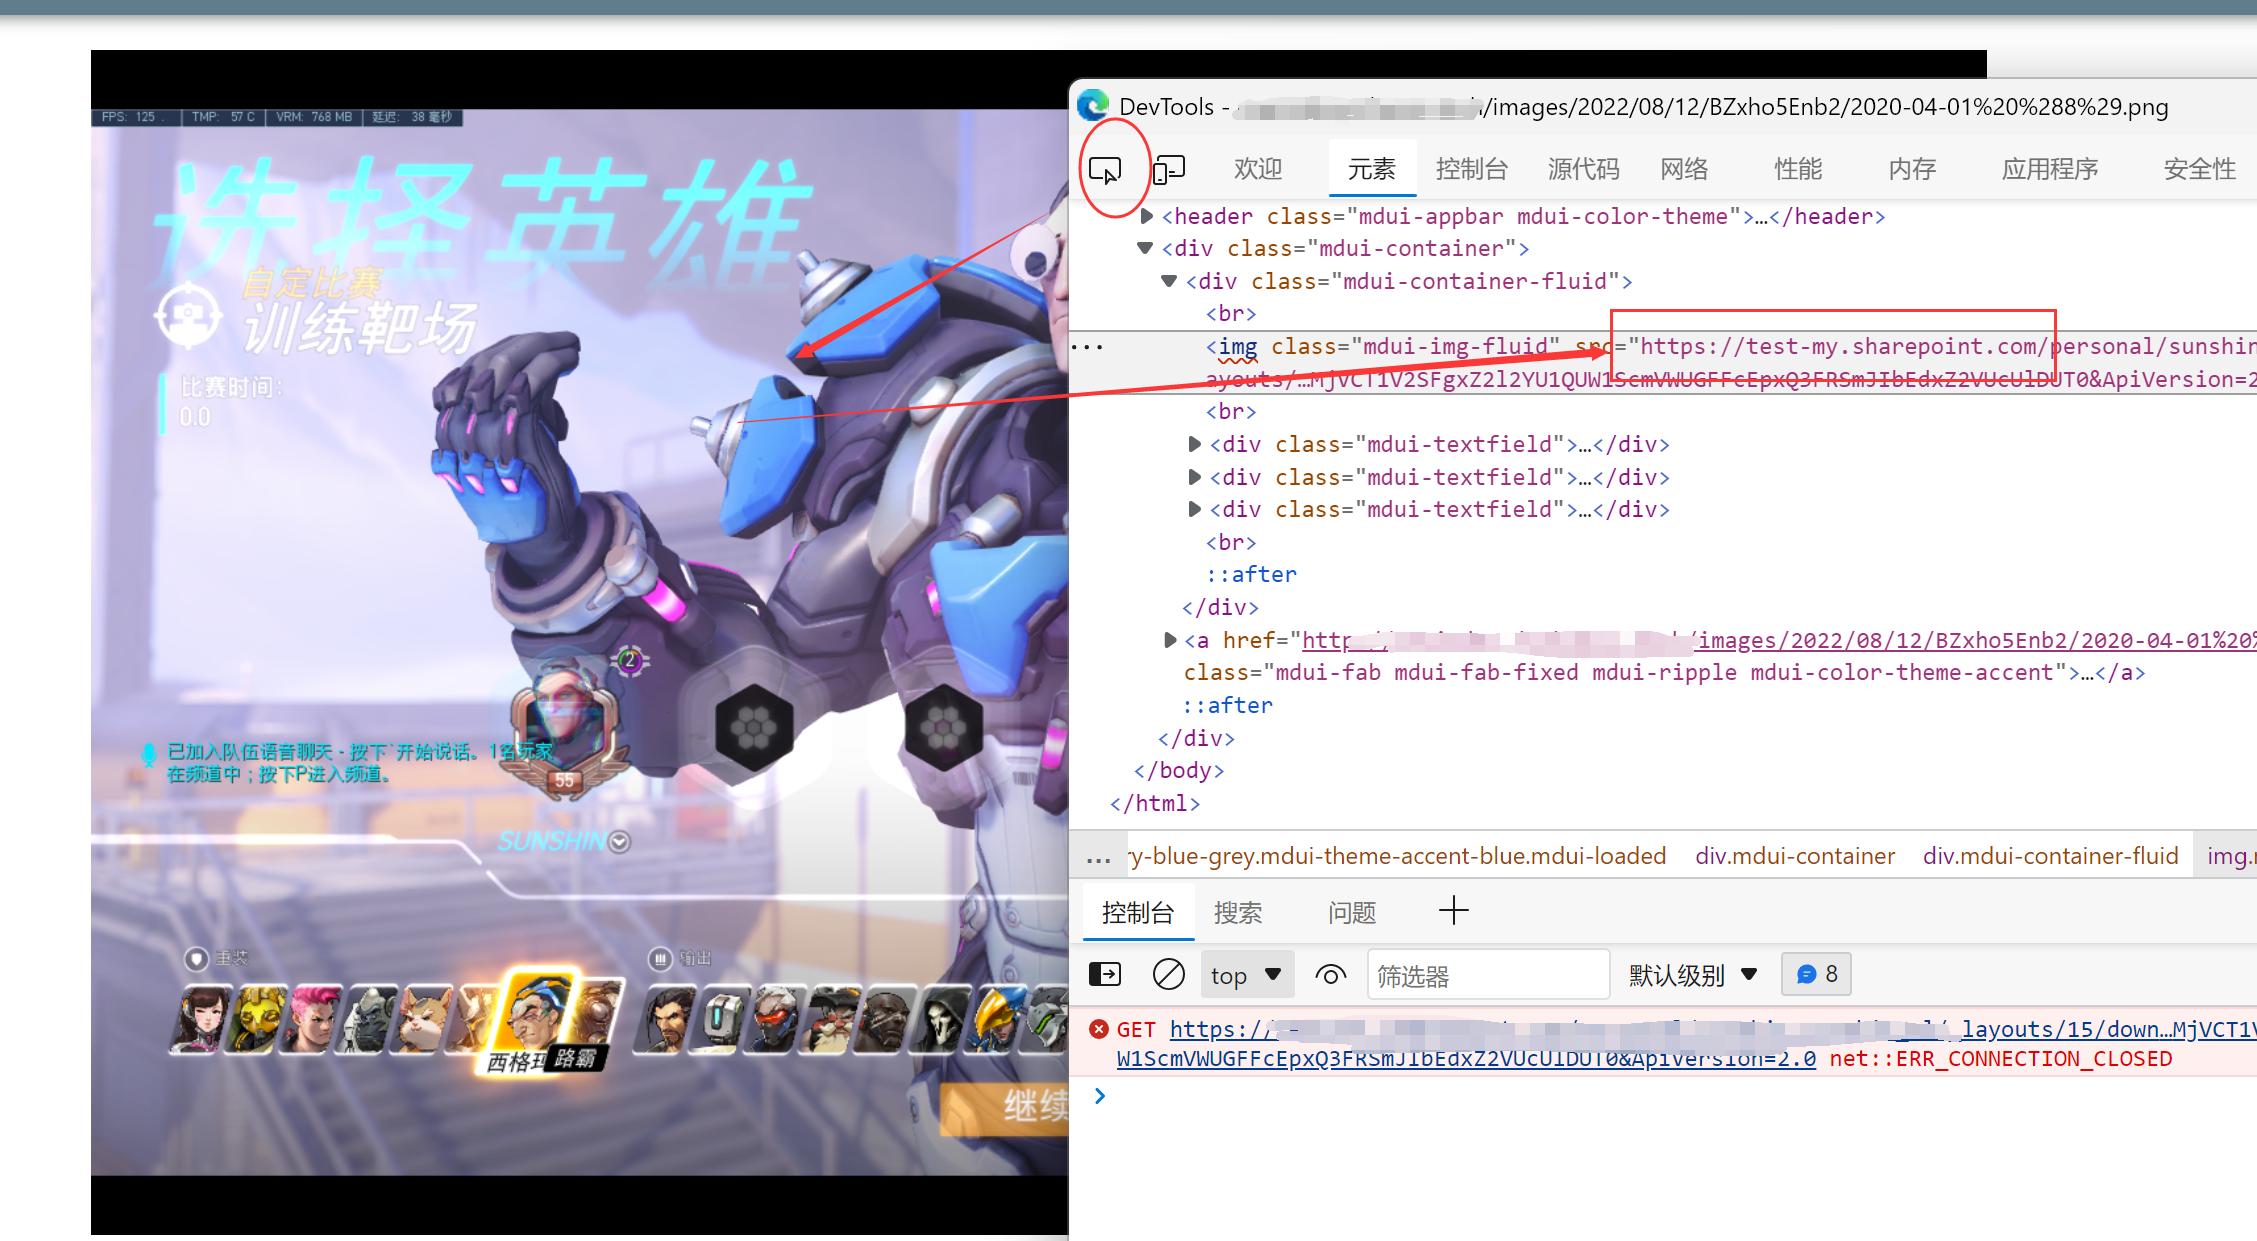 FPS: 125 . TMP: 57 C VRM: 768 MB 延迟: 38 毫秒
选择英雄
自定比赛
训练靶场
比赛时间:
0.0
2
已加入队伍语音聊天 - 按下`开始说话。1名玩家
在频道中；按下P进入频道。
55
SUNSHIN
重装
输出
西格玛
路霸
继续
DevTools - /images/2022/08/12/BZxho5Enb2/2020-04-01%20%288%29.png
欢迎 元素 控制台 源代码 网络 性能 内存 应用程序 安全性
<header class="mdui-appbar mdui-color-theme">…</header>
<div class="mdui-container">
<div class="mdui-container-fluid">
<br>
<img class="mdui-img-fluid" src="https://test-my.sharepoint.com/personal/sunshin
ayouts/…MjVCT1V2SFgxZ2l2YU1QUW1ScmVWUGFFcEpxQ3FRSmJIbEdxZ2VUcUlDUT0&ApiVersion=2
<br>
<div class="mdui-textfield">…</div>
<div class="mdui-textfield">…</div>
<div class="mdui-textfield">…</div>
<br>
::after
</div>
<a href="http /images/2022/08/12/BZxho5Enb2/2020-04-01%20%
class="mdui-fab mdui-fab-fixed mdui-ripple mdui-color-theme-accent">…</a>
::after
</div>
</body>
</html>
... ry-blue-grey.mdui-theme-accent-blue.mdui-loaded div.mdui-container div.mdui-container-fluid img.
控制台 搜索 问题
top 筛选器 默认级别 8
GET https:// _layouts/15/down…MjVCT1V
W1ScmVWUGFFcEpxQ3FRSmJIbEdxZ2VUcUlDUT0&ApiVersion=2.0 net::ERR_CONNECTION_CLOSED